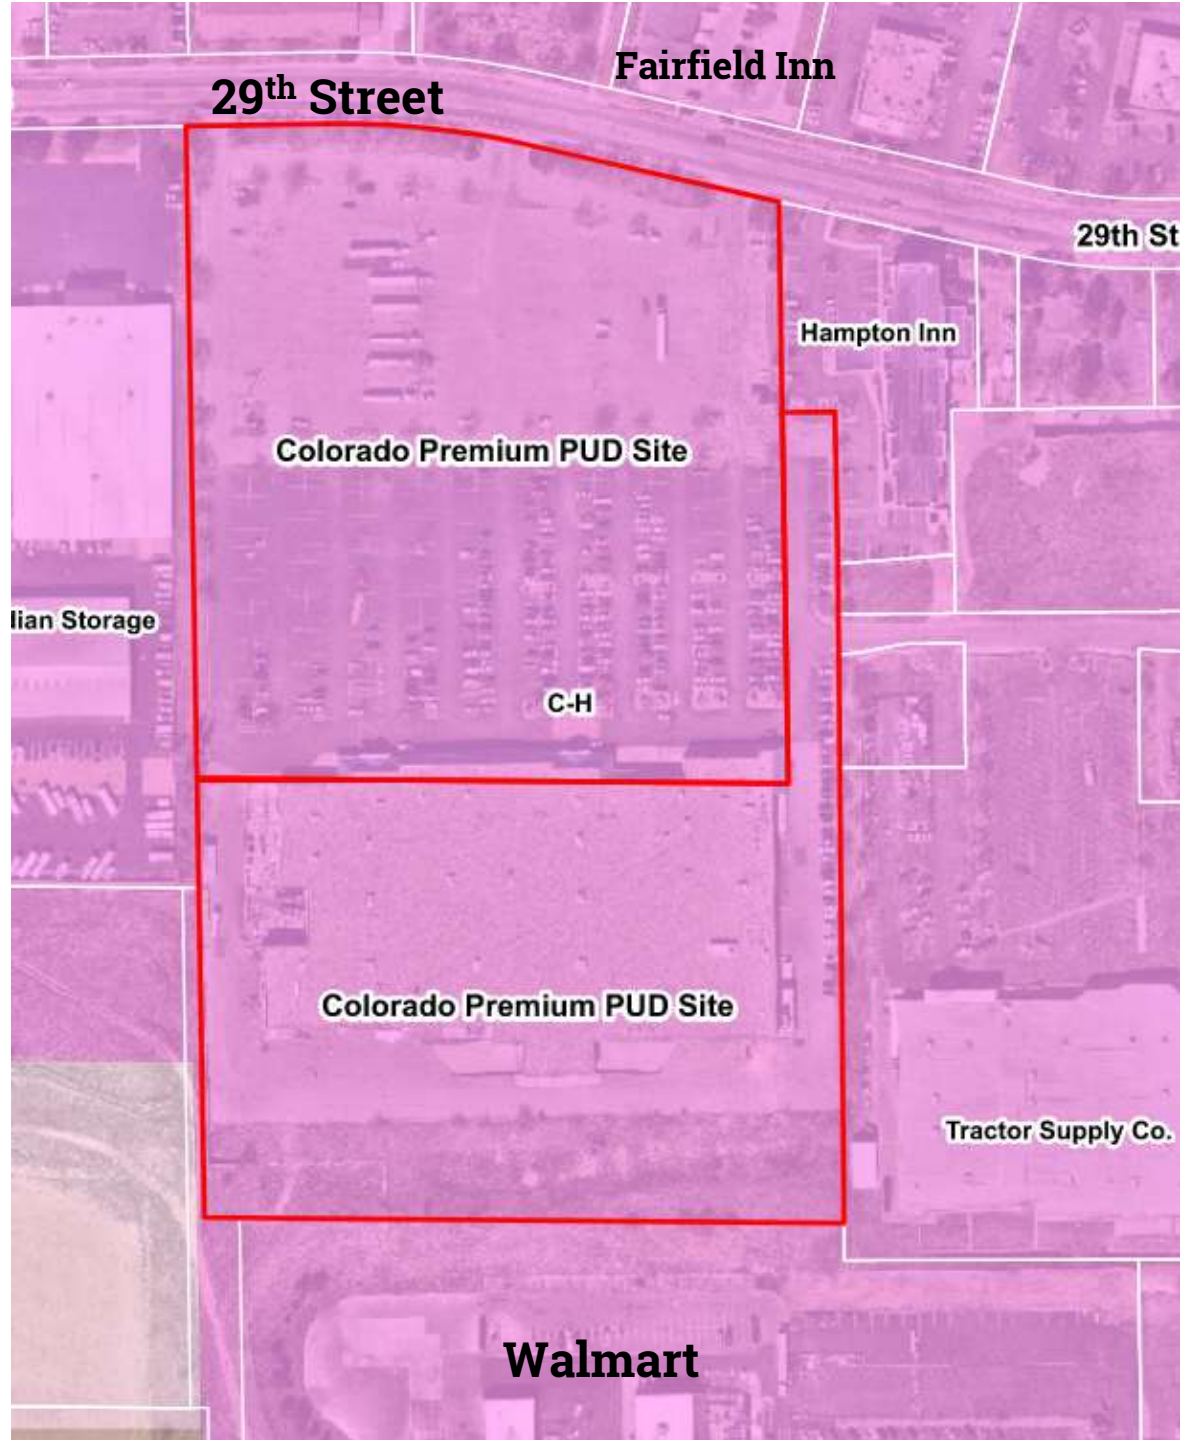 Fairfield Inn
29th Street
29th St
Hampton Inn
Colorado Premium PUD Site
lian Storage
C-H
Colorado Premium PUD Site
Tractor Supply Co.
Walmart